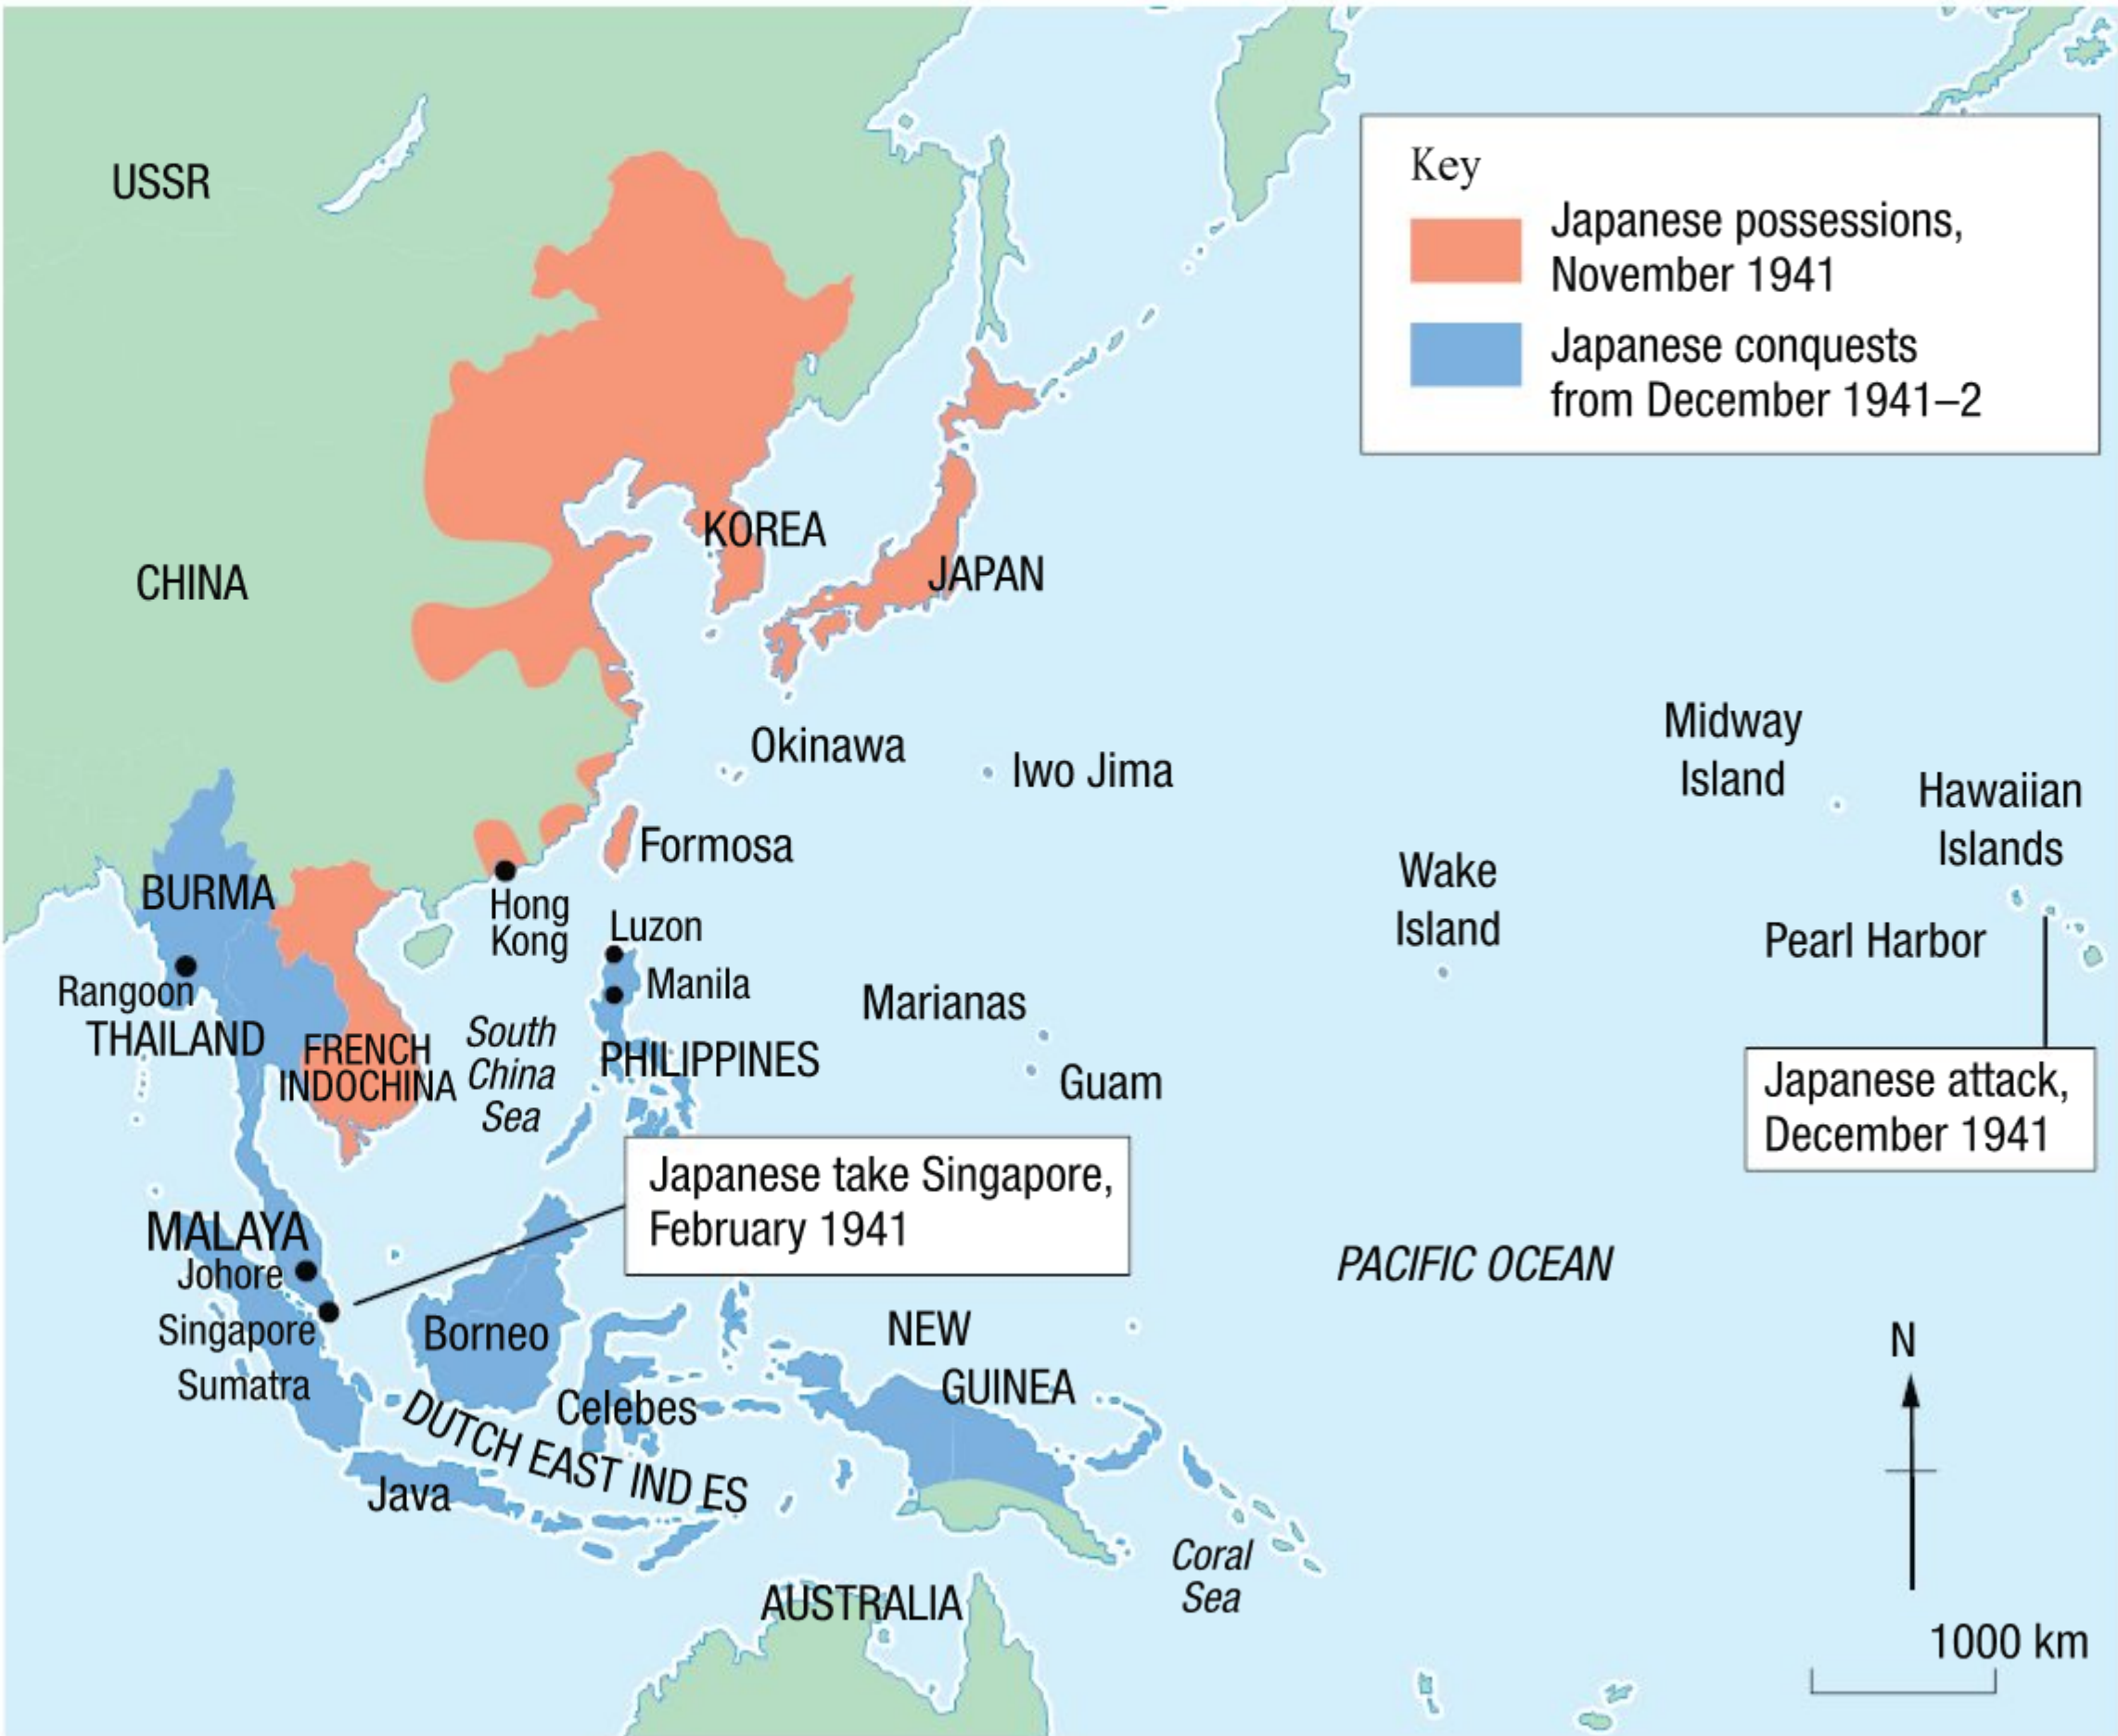 USSR
Key
Japanese possessions,
November 1941
Japanese conquests
from December 1941–2
KOREA
JAPAN
CHINA
Okinawa
Iwo Jima
Midway
Island
Hawaiian
Islands
Formosa
Wake
Island
BURMA
Hong
Kong
Luzon
Pearl Harbor
Rangoon
Manila
Marianas
THAILAND
FRENCH
INDOCHINA
South
China
Sea
PHILIPPINES
Guam
Japanese attack,
December 1941
Japanese take Singapore,
February 1941
MALAYA
Johore
Singapore
Sumatra
Borneo
PACIFIC OCEAN
NEW
GUINEA
N
Celebes
DUTCH EAST IND ES
Java
Coral
Sea
AUSTRALIA
1000 km